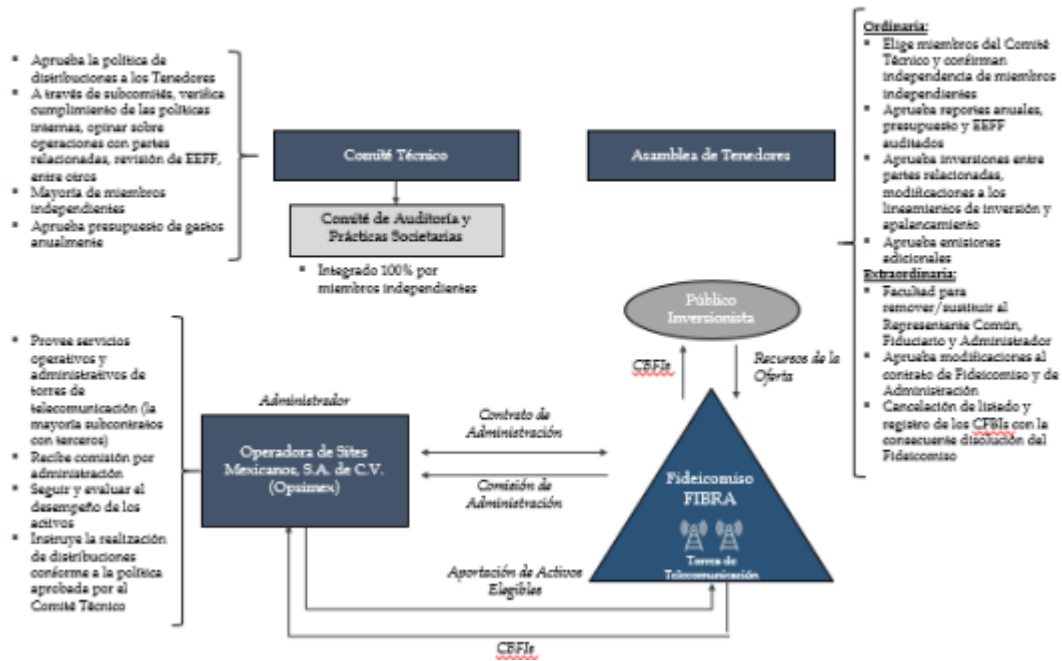 ▪ Aprueba la política de
distribuciones a los Tenedores
▪ A través de subcomités, verifica
cumplimiento de las políticas
internas, opinar sobre
operaciones con partes
relacionadas, revisión de EEFF,
entre otros
▪ Mayoría de miembros
independientes
▪ Aprueba presupuesto de gastos
anualmente
Comité Técnico
Comité de Auditoría y
Prácticas Societarias
▪ Integrado 100% por
miembros independientes
Asamblea de Tenedores
Ordinaria:
▪ Elige miembros del Comité
Técnico y confirman
independencia de miembros
independientes
▪ Aprueba reportes anuales,
presupuesto y EEFF
auditados
▪ Aprueba inversiones entre
partes relacionadas,
modificaciones a los
lineamientos de inversión y
apalancamiento
▪ Aprueba emisiones
adicionales
Extraordinaria:
▪ Facultad para
remover/sustituir al
Representante Común,
Fiduciario y Administrador
▪ Aprueba modificaciones al
contrato de Fideicomiso y de
Administración
▪ Cancelación de listado y
registro de los CFBIs con la
consecuente disolución del
Fideicomiso
Público
Inversionista
CBFIs
Recursos de la
Oferta
▪ Provee servicios
operativos y
administrativos de
torres de
telecomunicación (la
mayoría subcontratos
con terceros)
▪ Recibe comisión por
administración
▪ Seguir y evaluar el
desempeño de los
activos
▪ Instruye la realización
de distribuciones
conforme a la política
aprobada por el
Comité Técnico
Administrador
Operadora de Sites
Mexicanos, S.A. de C.V.
(Opsimex)
Contrato de
Administración
Comisión de
Administración
Fideicomiso
FIBRA
Torres de
Telecomunicación
Aportación de Activos
Elegibles
CBFIs